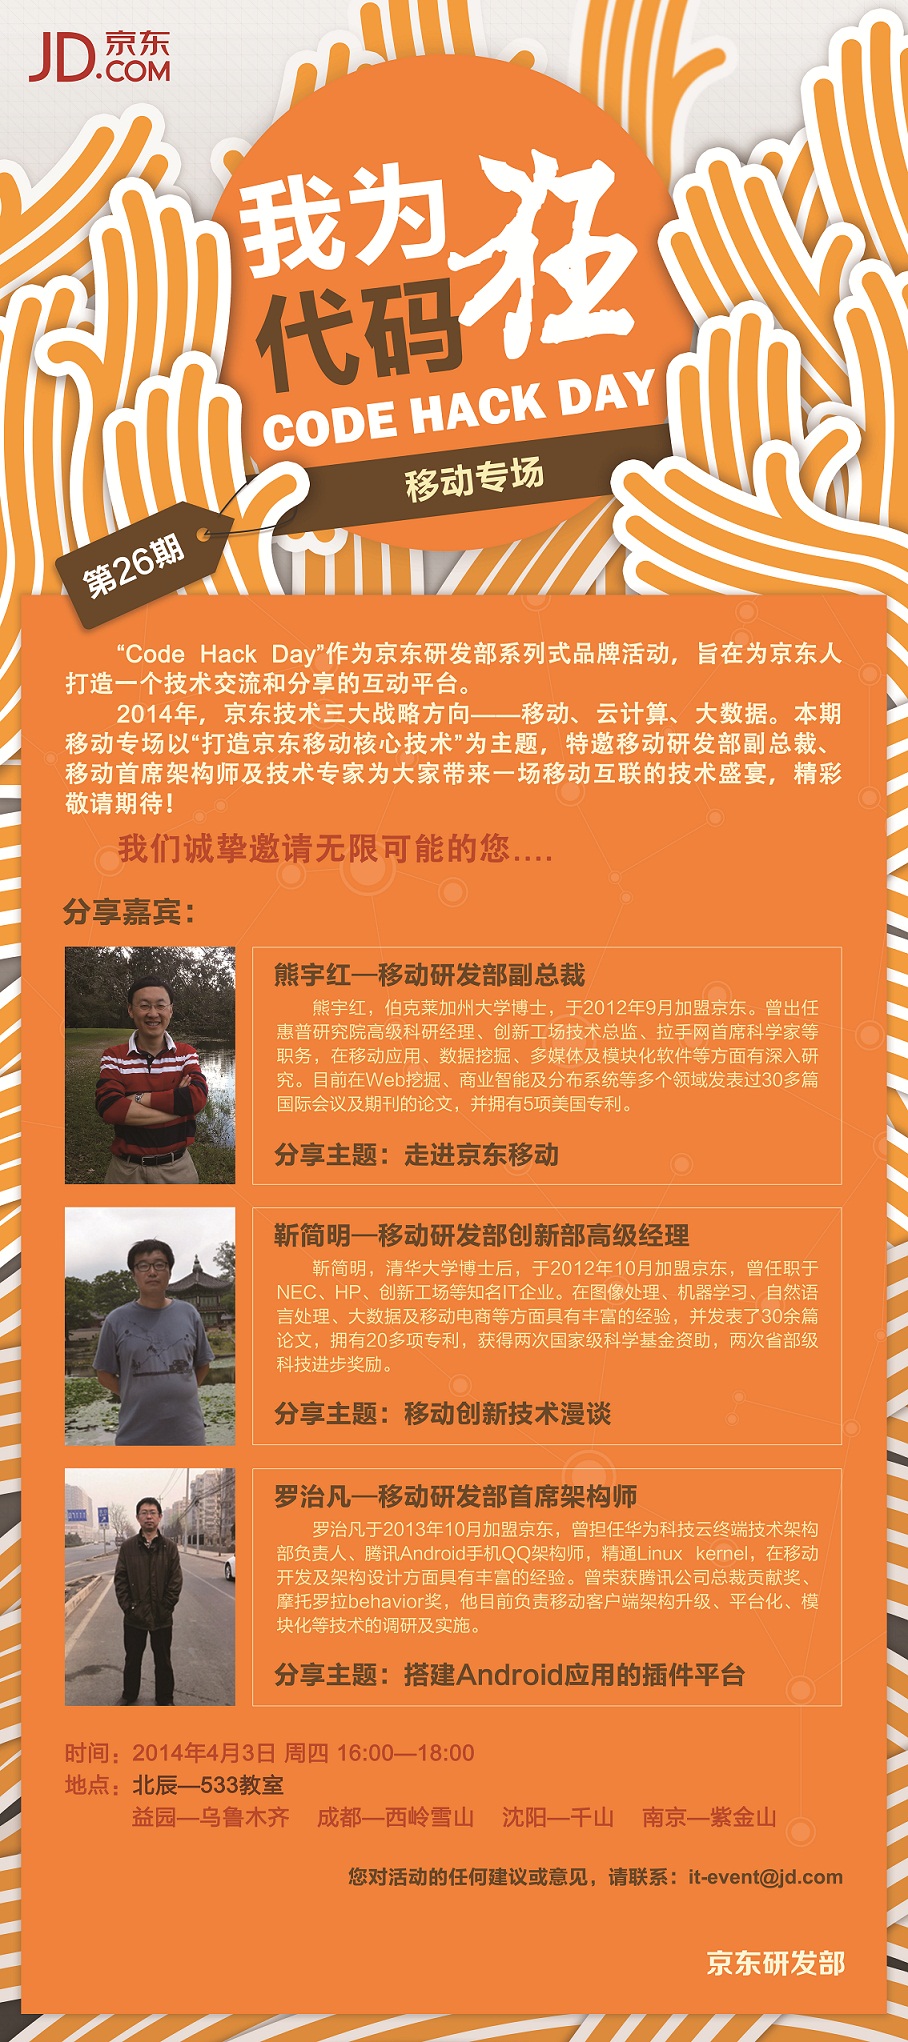 JD.京东
.COM
我为
代码
狂
CODE HACK DAY
移动专场
第26期
“Code Hack Day”作为京东研发部系列式品牌活动，旨在为京东人
打造一个技术交流和分享的互动平台。
2014年，京东技术三大战略方向——移动、云计算、大数据。本期
移动专场以“打造京东移动核心技术”为主题，特邀移动研发部副总裁、
移动首席架构师及技术专家为大家带来一场移动互联的技术盛宴，精彩
敬请期待！
我们诚挚邀请无限可能的您....
分享嘉宾：
熊宇红—移动研发部副总裁
熊宇红，伯克莱加州大学博士，于2012年9月加盟京东。曾出任
惠普研究院高级科研经理、创新工场技术总监、拉手网首席科学家等
职务，在移动应用、数据挖掘、多媒体及模块化软件等方面有深入研
究。目前在Web挖掘、商业智能及分布系统等多个领域发表过30多篇
国际会议及期刊的论文，并拥有5项美国专利。
分享主题：走进京东移动
靳简明—移动研发部创新部高级经理
靳简明，清华大学博士后，于2012年10月加盟京东，曾任职于
NEC、HP、创新工场等知名IT企业。在图像处理、机器学习、自然语
言处理、大数据及移动电商等方面具有丰富的经验，并发表了30余篇
论文，拥有20多项专利，获得两次国家级科学基金资助，两次省部级
科技进步奖励。
分享主题：移动创新技术漫谈
罗治凡—移动研发部首席架构师
罗治凡于2013年10月加盟京东，曾担任华为科技云终端技术架构
部负责人、腾讯Android手机QQ架构师，精通Linux kernel，在移动
开发及架构设计方面具有丰富的经验。曾荣获腾讯公司总裁贡献奖、
摩托罗拉behavior奖，他目前负责移动客户端架构升级、平台化、模
块化等技术的调研及实施。
分享主题：搭建Android应用的插件平台
时间：2014年4月3日 周四 16:00—18:00
地点：北辰—533教室
益园—乌鲁木齐 成都—西岭雪山 沈阳—千山 南京—紫金山
您对活动的任何建议或意见，请联系：it-event@jd.com
京东研发部